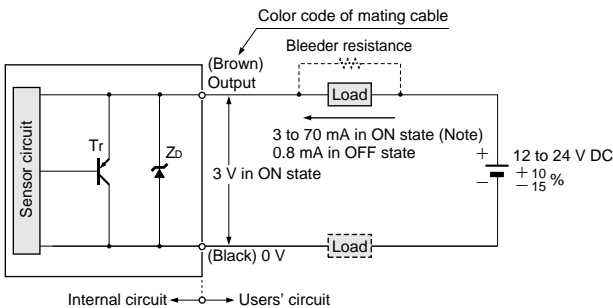 Color code of mating cable
Bleeder resistance
(Brown)
Output
Load
Sensor circuit
Tr
ZD
3 to 70 mA in ON state (Note)
0.8 mA in OFF state
3 V in ON state
+
−
12 to 24 V DC
+ 10
− 15 %
(Black) 0 V
Load
Internal circuit
Users' circuit